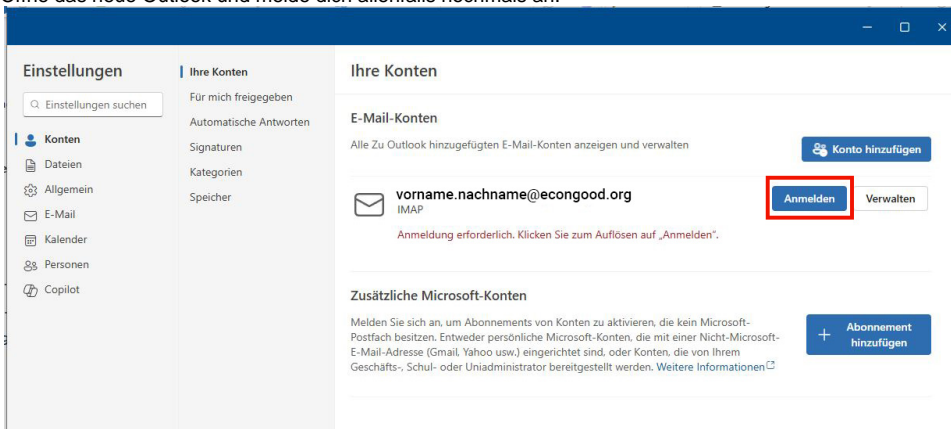 Öffne das neue Outlook und melde dich allenfalls nochmals an.
Einstellungen
Einstellungen suchen
Konten
Dateien
Allgemein
E-Mail
Kalender
Personen
Copilot
Ihre Konten
Für mich freigegeben
Automatische Antworten
Signaturen
Kategorien
Speicher
Ihre Konten
E-Mail-Konten
Alle Zu Outlook hinzugefügten E-Mail-Konten anzeigen und verwalten
Konto hinzufügen
vorname.nachname@econgood.org
IMAP
Anmelden
Verwalten
Anmeldung erforderlich. Klicken Sie zum Auflösen auf „Anmelden“.
Zusätzliche Microsoft-Konten
Melden Sie sich an, um Abonnements von Konten zu aktivieren, die kein Microsoft-
Postfach besitzen. Entweder persönliche Microsoft-Konten, die mit einer Nicht-Microsoft-
E-Mail-Adresse (Gmail, Yahoo usw.) eingerichtet sind, oder Konten, die von Ihrem
Geschäfts-, Schul- oder Uniadministrator bereitgestellt werden. Weitere Informationen
Abonnement
hinzufügen